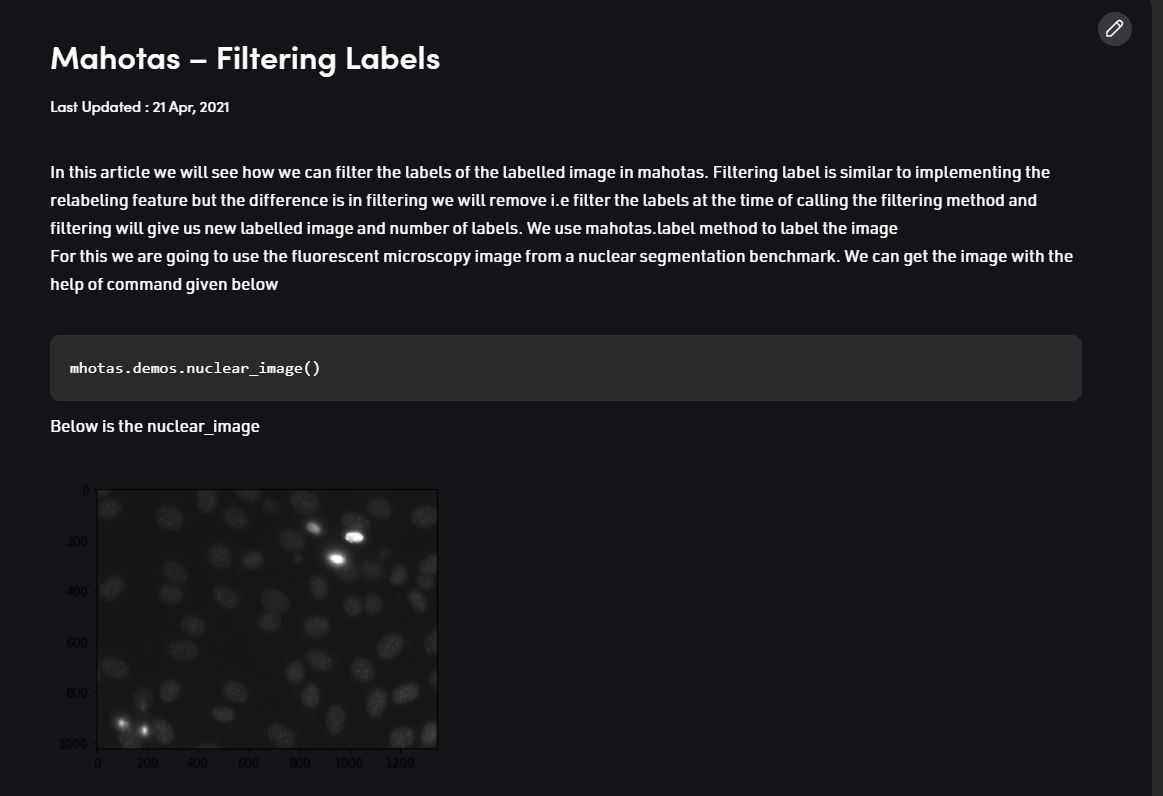 Mahotas – Filtering Labels
Last Updated : 21 Apr, 2021
In this article we will see how we can filter the labels of the labelled image in mahotas. Filtering label is similar to implementing the
relabeling feature but the difference is in filtering we will remove i.e filter the labels at the time of calling the filtering method and
filtering will give us new labelled image and number of labels. We use mahotas.label method to label the image
For this we are going to use the fluorescent microscopy image from a nuclear segmentation benchmark. We can get the image with the
help of command given below
mhotas.demos.nuclear_image()
Below is the nuclear_image
0
200
400
600
800
1000
0 200 400 600 800 1000 1200